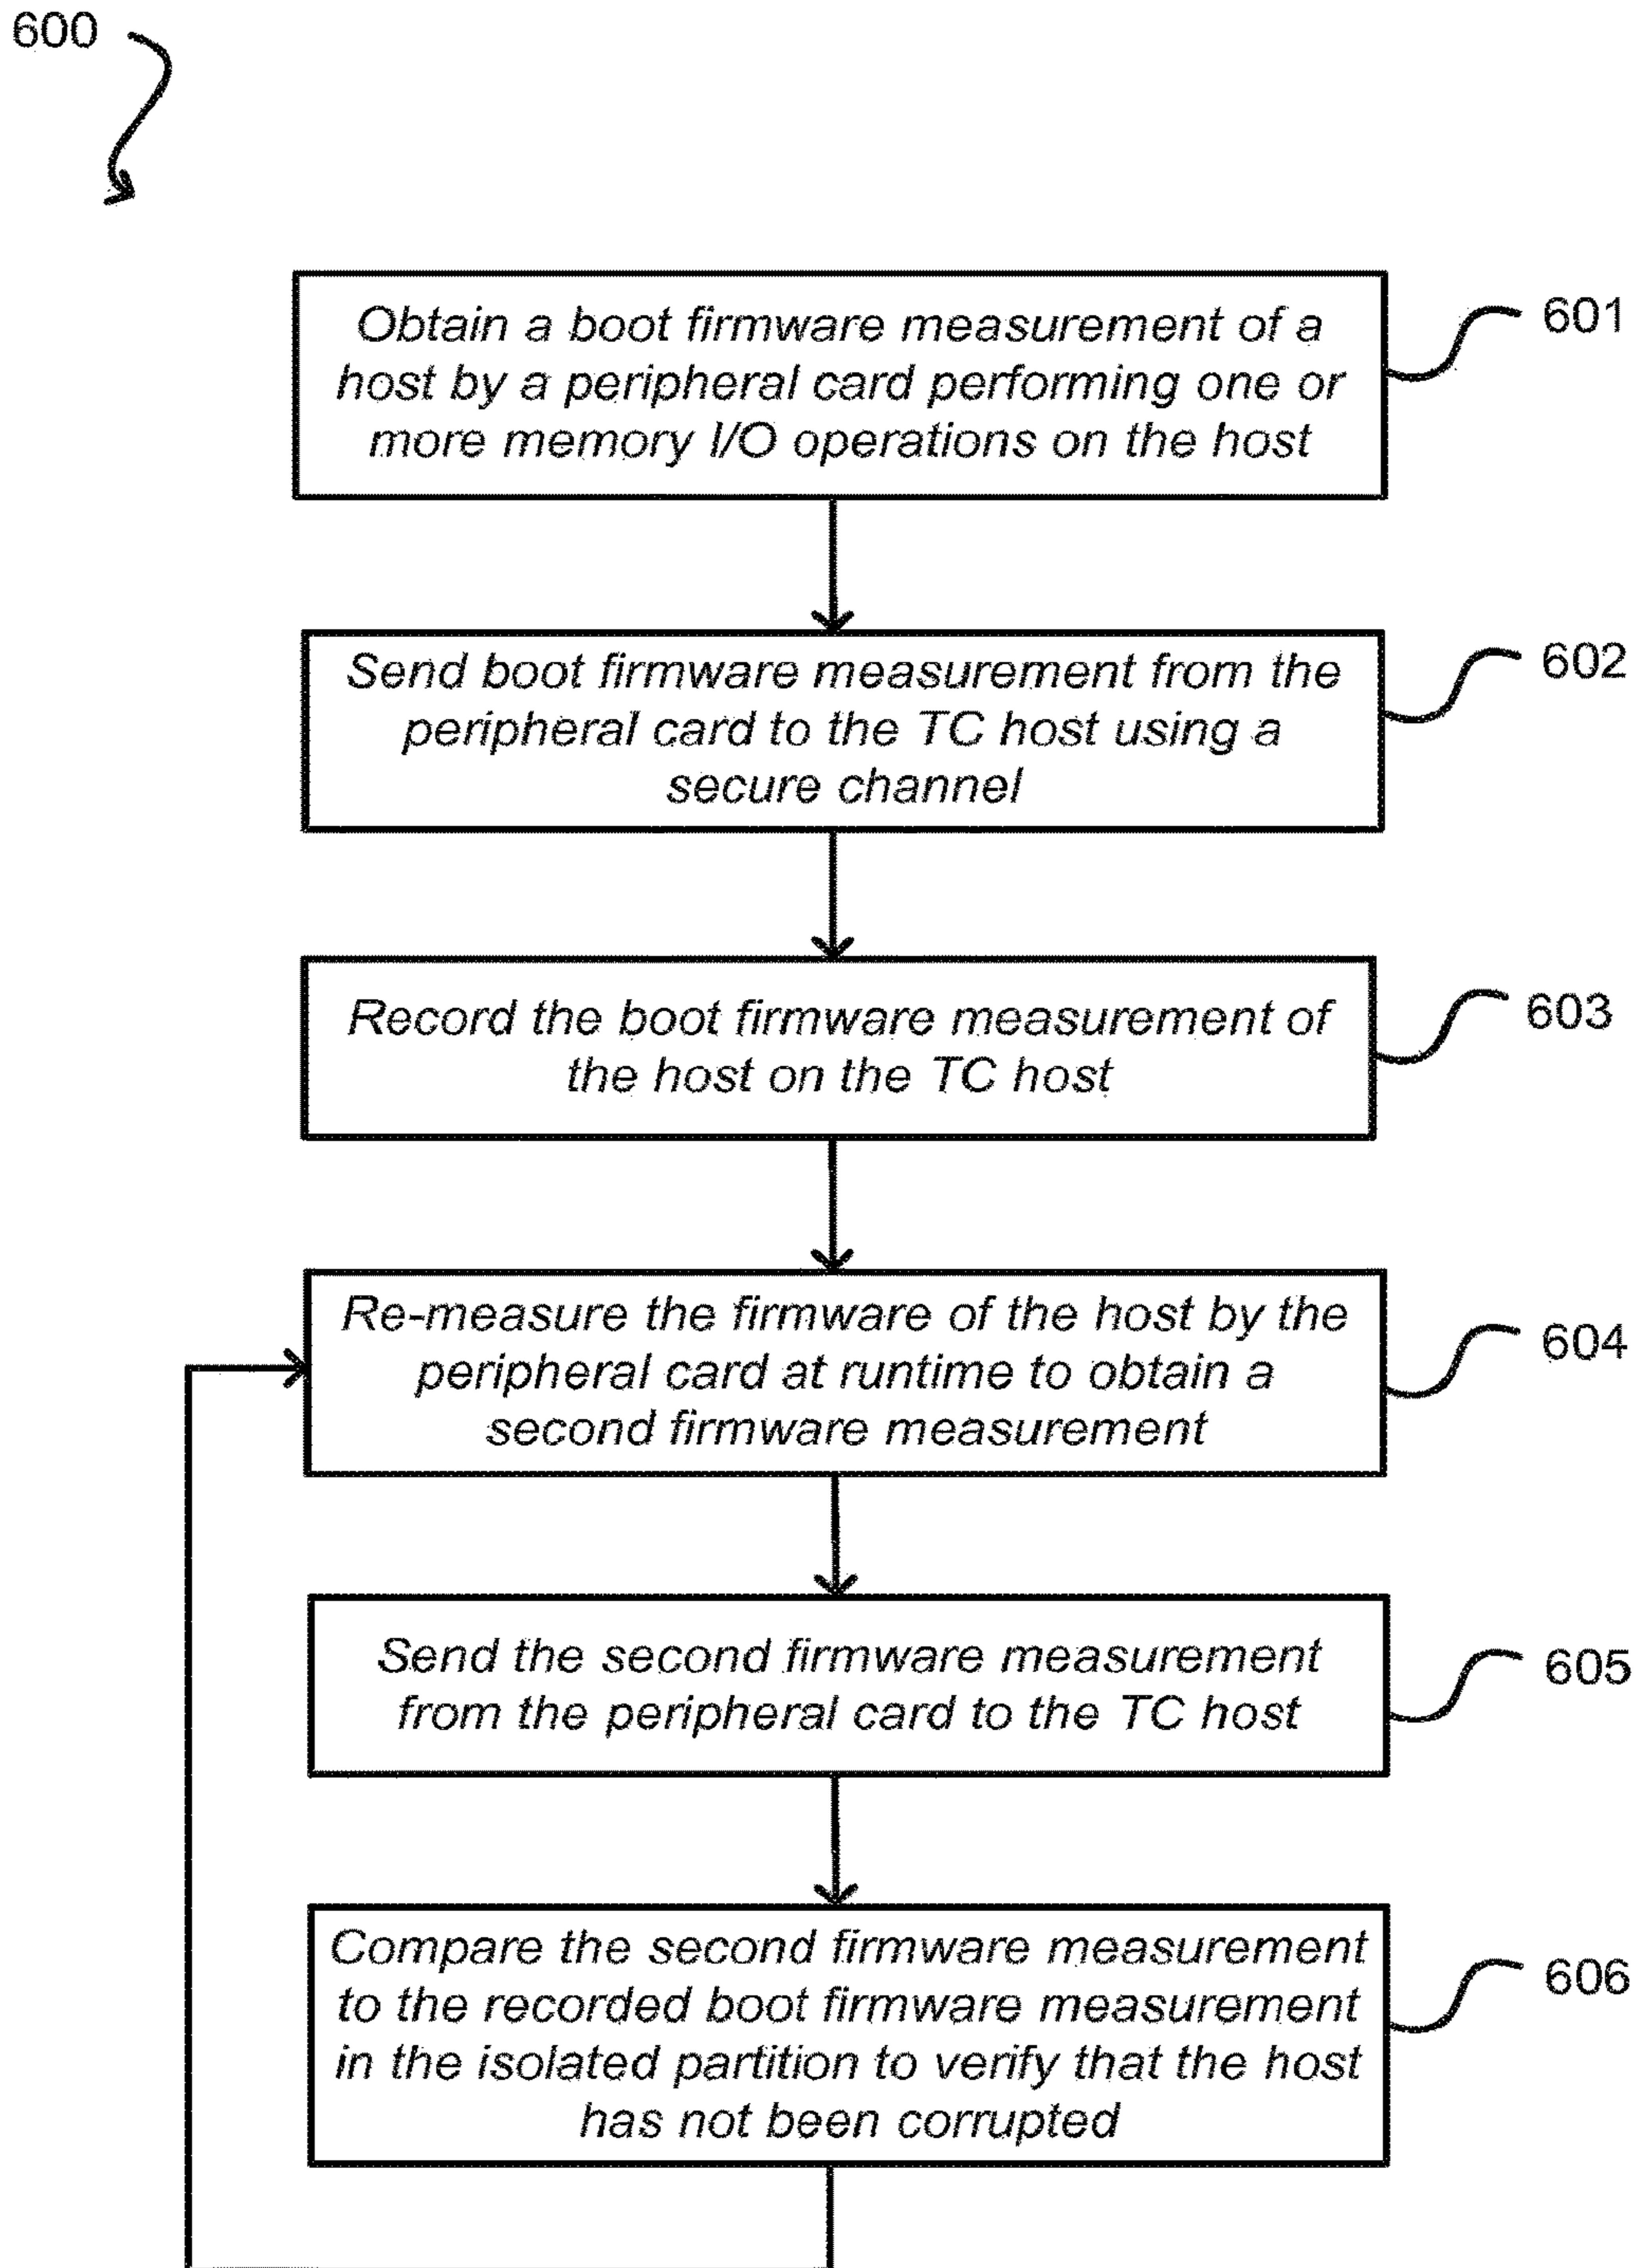 600
Obtain a boot firmware measurement of a
host by a peripheral card performing one or
more memory I/O operations on the host
601
Send boot firmware measurement from the
peripheral card to the TC host using a
secure channel
602
Record the boot firmware measurement of
the host on the TC host
603
Re-measure the firmware of the host by the
peripheral card at runtime to obtain a
second firmware measurement
604
Send the second firmware measurement
from the peripheral card to the TC host
605
Compare the second firmware measurement
to the recorded boot firmware measurement
in the isolated partition to verify that the host
has not been corrupted
606